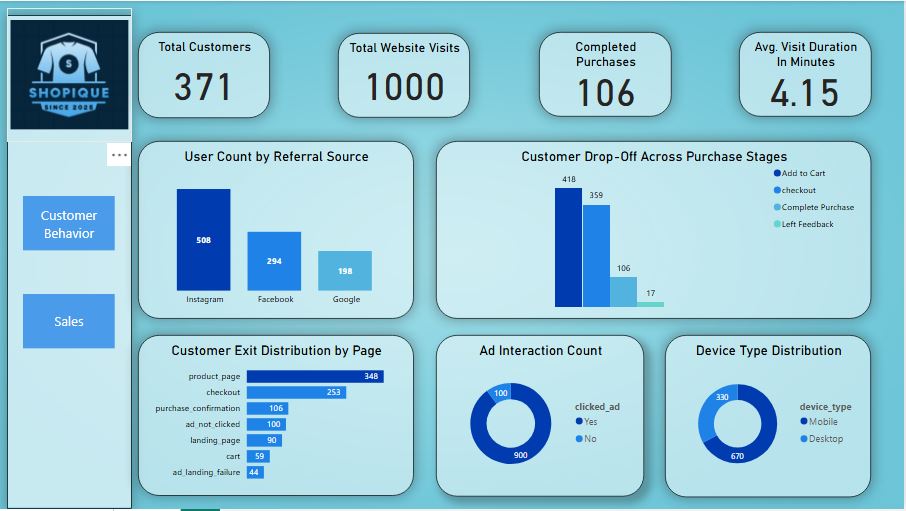 S
SHOPIQUE
SINCE 2025
Total Customers
371
Total Website Visits
1000
Completed
Purchases
106
Avg. Visit Duration
In Minutes
4.15
...
Customer
Behavior
Sales
User Count by Referral Source
508
294
198
Instagram
Facebook
Google
Customer Drop-Off Across Purchase Stages
418
359
106
17
Add to Cart
checkout
Complete Purchase
Left Feedback
Customer Exit Distribution by Page
product_page 348
checkout 253
purchase_confirmation 106
ad_not_clicked 100
landing_page 90
cart 59
ad_landing_failure 44
Ad Interaction Count
100
900
clicked_ad
Yes
No
Device Type Distribution
330
670
device_type
Mobile
Desktop